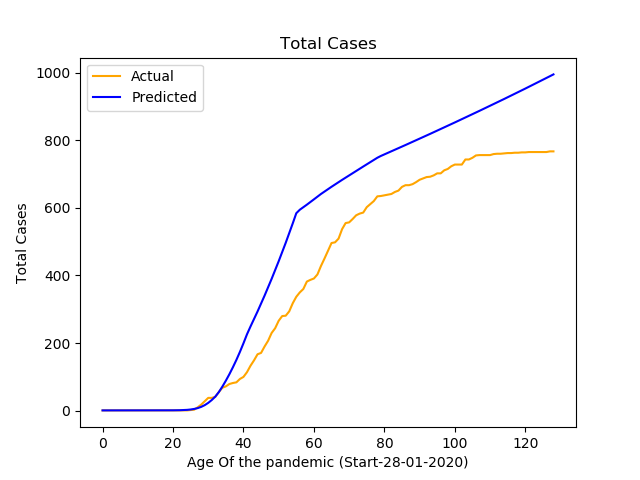 Total Cases
Actual
Predicted
1000
800
600
400
200
0
Total Cases
0 20 40 60 80 100 120
Age Of the pandemic (Start-28-01-2020)